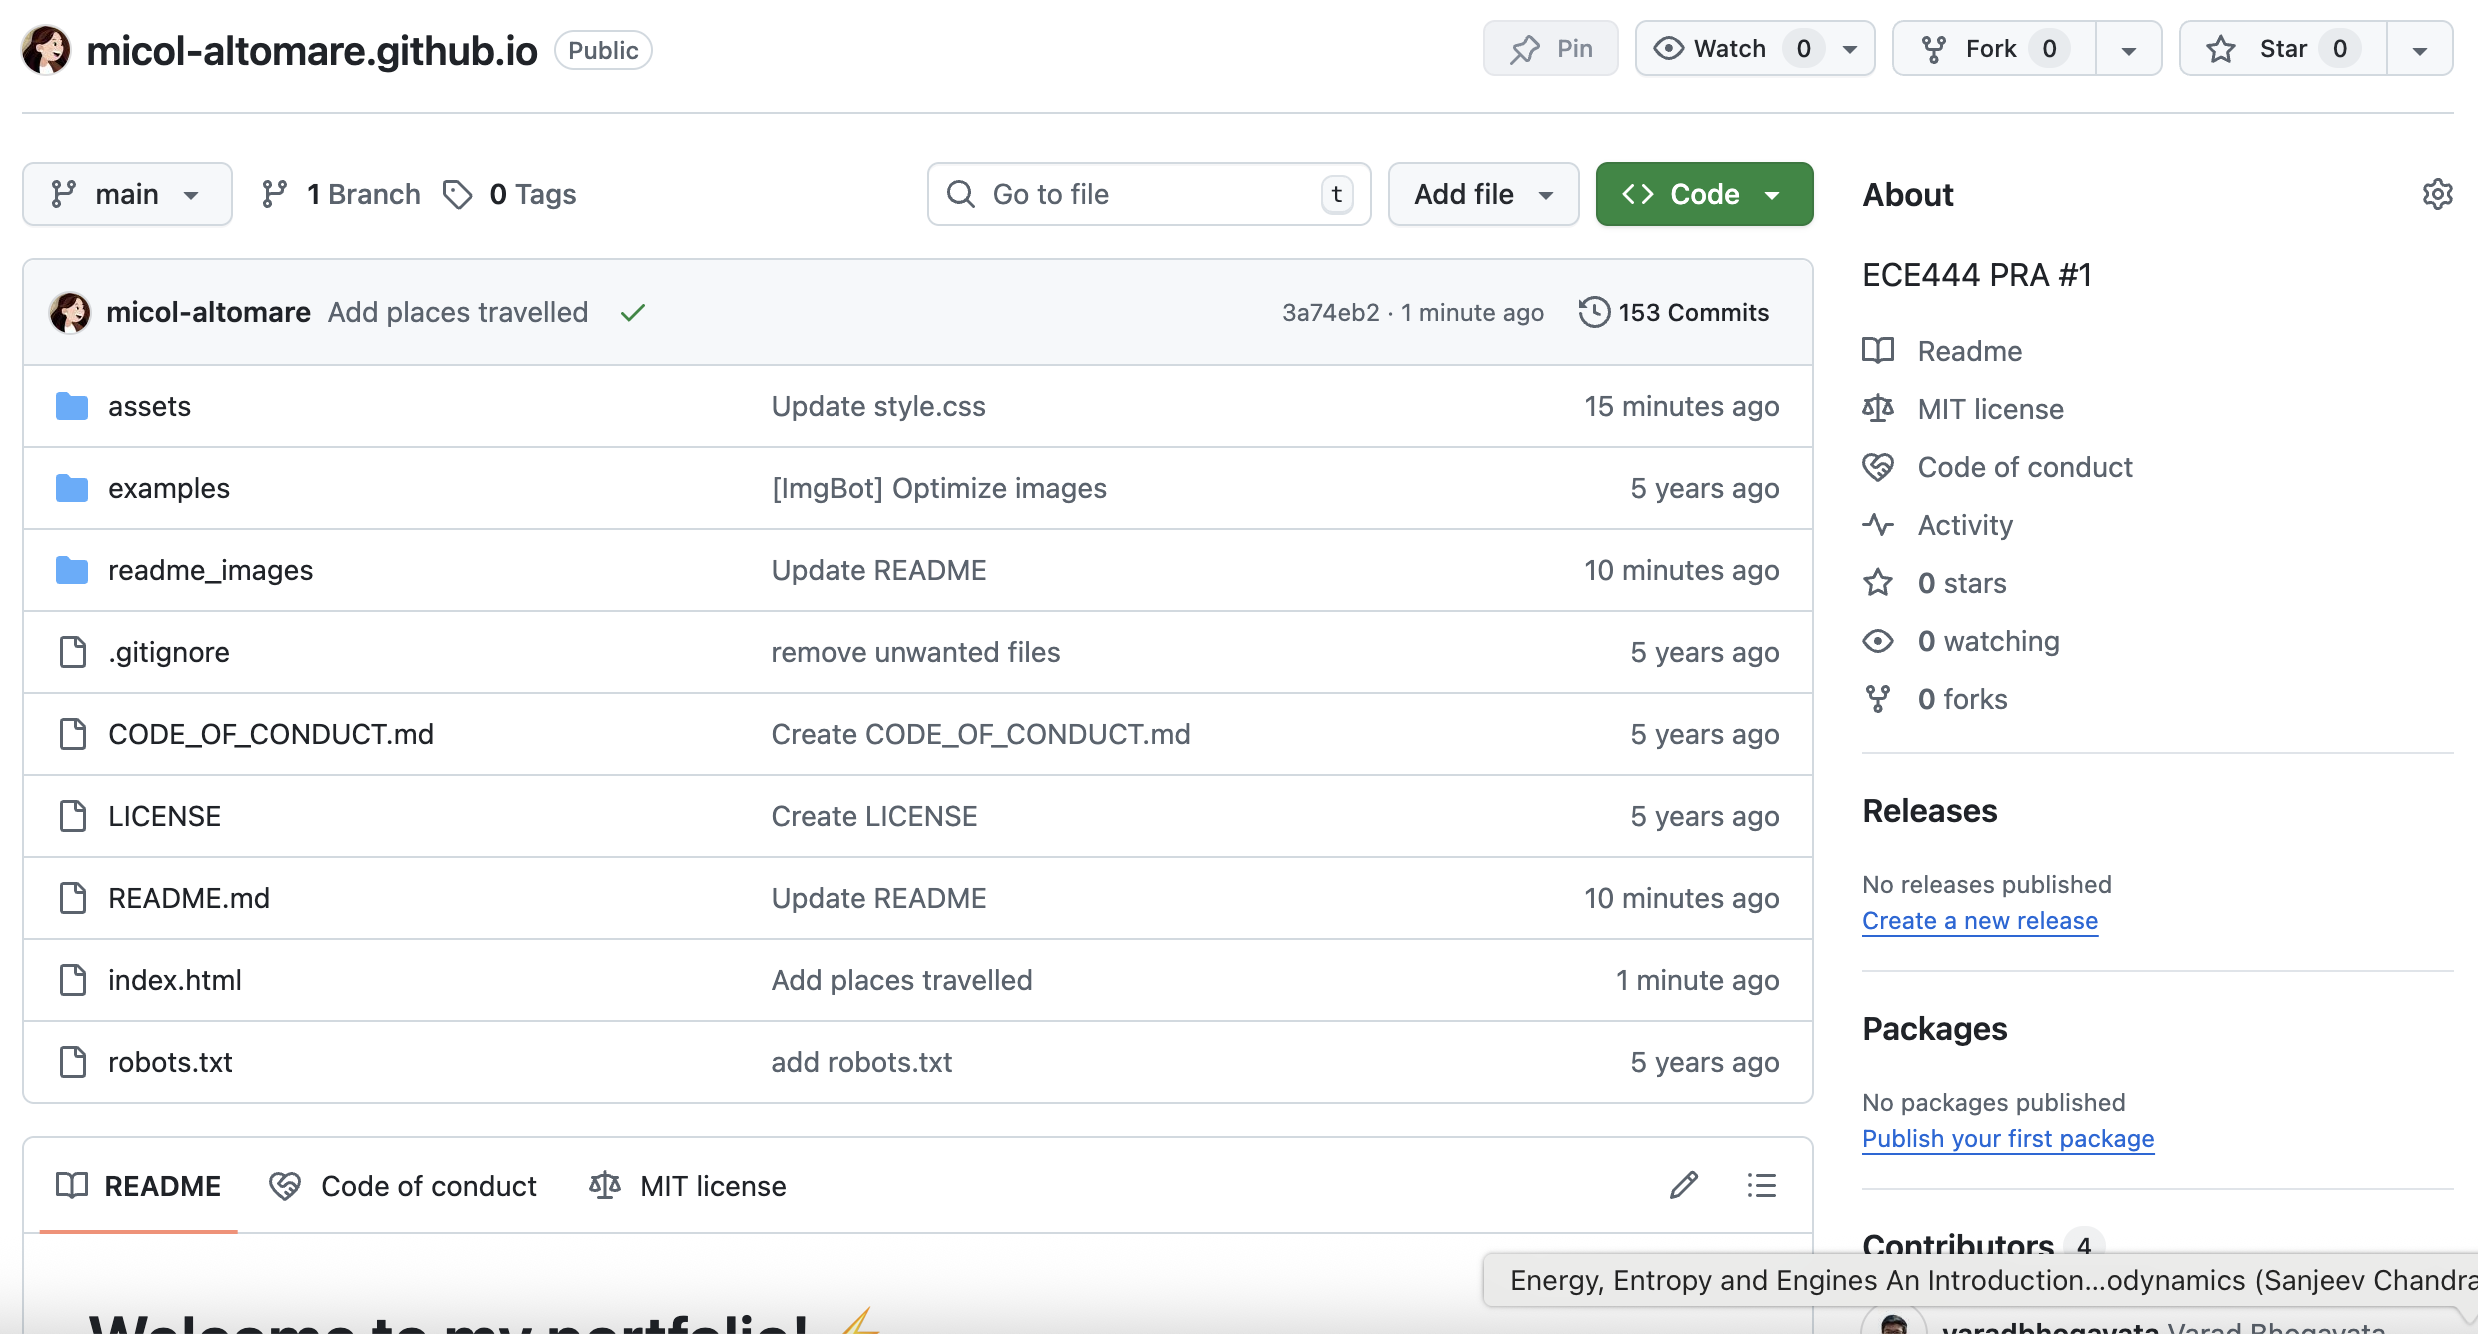 micol-altomare.github.io Public
Pin Watch 0 Fork 0 Star 0
main 1 Branch 0 Tags Go to file t Add file Code
micol-altomare Add places travelled 3a74eb2 · 1 minute ago 153 Commits
assets Update style.css 15 minutes ago
examples [ImgBot] Optimize images 5 years ago
readme_images Update README 10 minutes ago
.gitignore remove unwanted files 5 years ago
CODE_OF_CONDUCT.md Create CODE_OF_CONDUCT.md 5 years ago
LICENSE Create LICENSE 5 years ago
README.md Update README 10 minutes ago
index.html Add places travelled 1 minute ago
robots.txt add robots.txt 5 years ago
README Code of conduct MIT license
Welcome to my portfolio! ⚡
About
ECE444 PRA #1
Readme
MIT license
Code of conduct
Activity
0 stars
0 watching
0 forks
Releases
No releases published
Create a new release
Packages
No packages published
Publish your first package
Contributors 4
Energy, Entropy and Engines An Introduction...odynamics (Sanjeev Chandra
varadbhogayata Varad Bhogayata